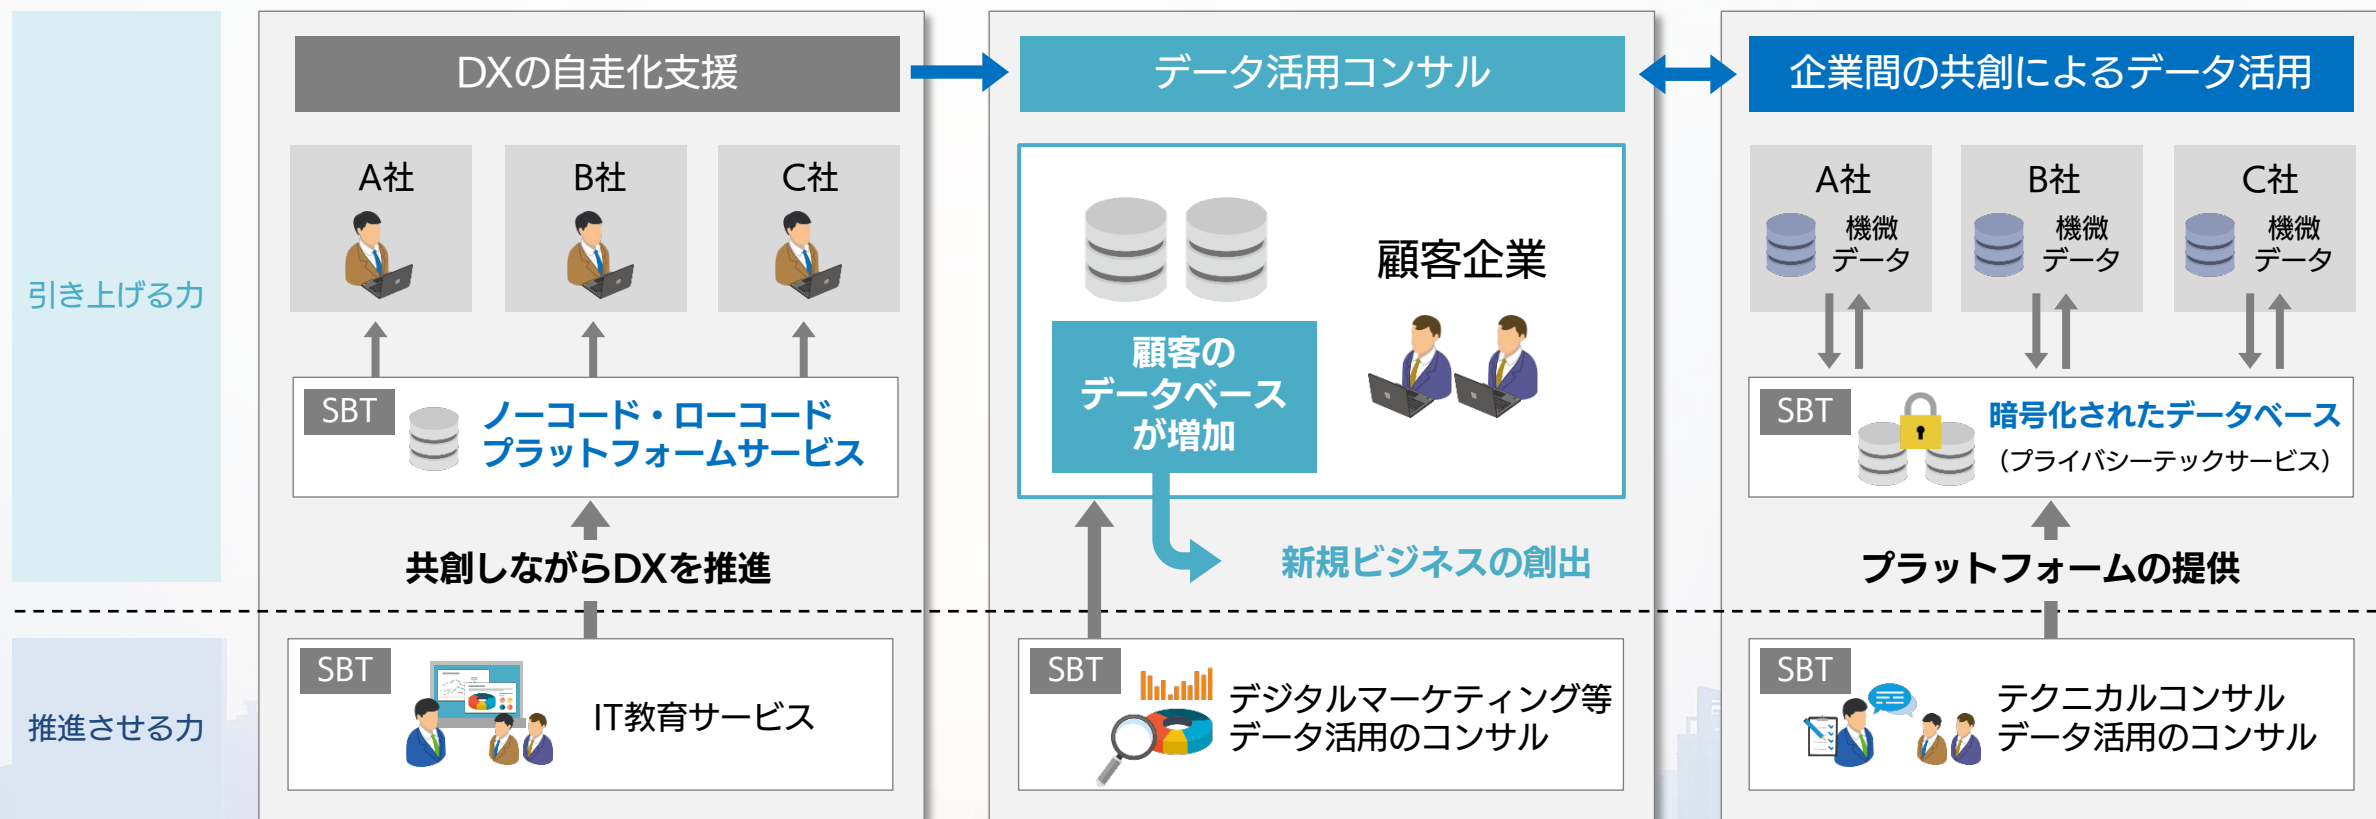 引き上げる力
推進させる力
DXの自走化支援
A社
B社
C社
SBT
ノーコード・ローコード
プラットフォームサービス
共創しながらDXを推進
SBT
IT教育サービス
データ活用コンサル
顧客企業
顧客の
データベース
が増加
新規ビジネスの創出
SBT
デジタルマーケティング等
データ活用のコンサル
企業間の共創によるデータ活用
A社
機微
データ
B社
機微
データ
C社
機微
データ
SBT
暗号化されたデータベース
（プライバシーテックサービス）
プラットフォームの提供
SBT
テクニカルコンサル
データ活用のコンサル